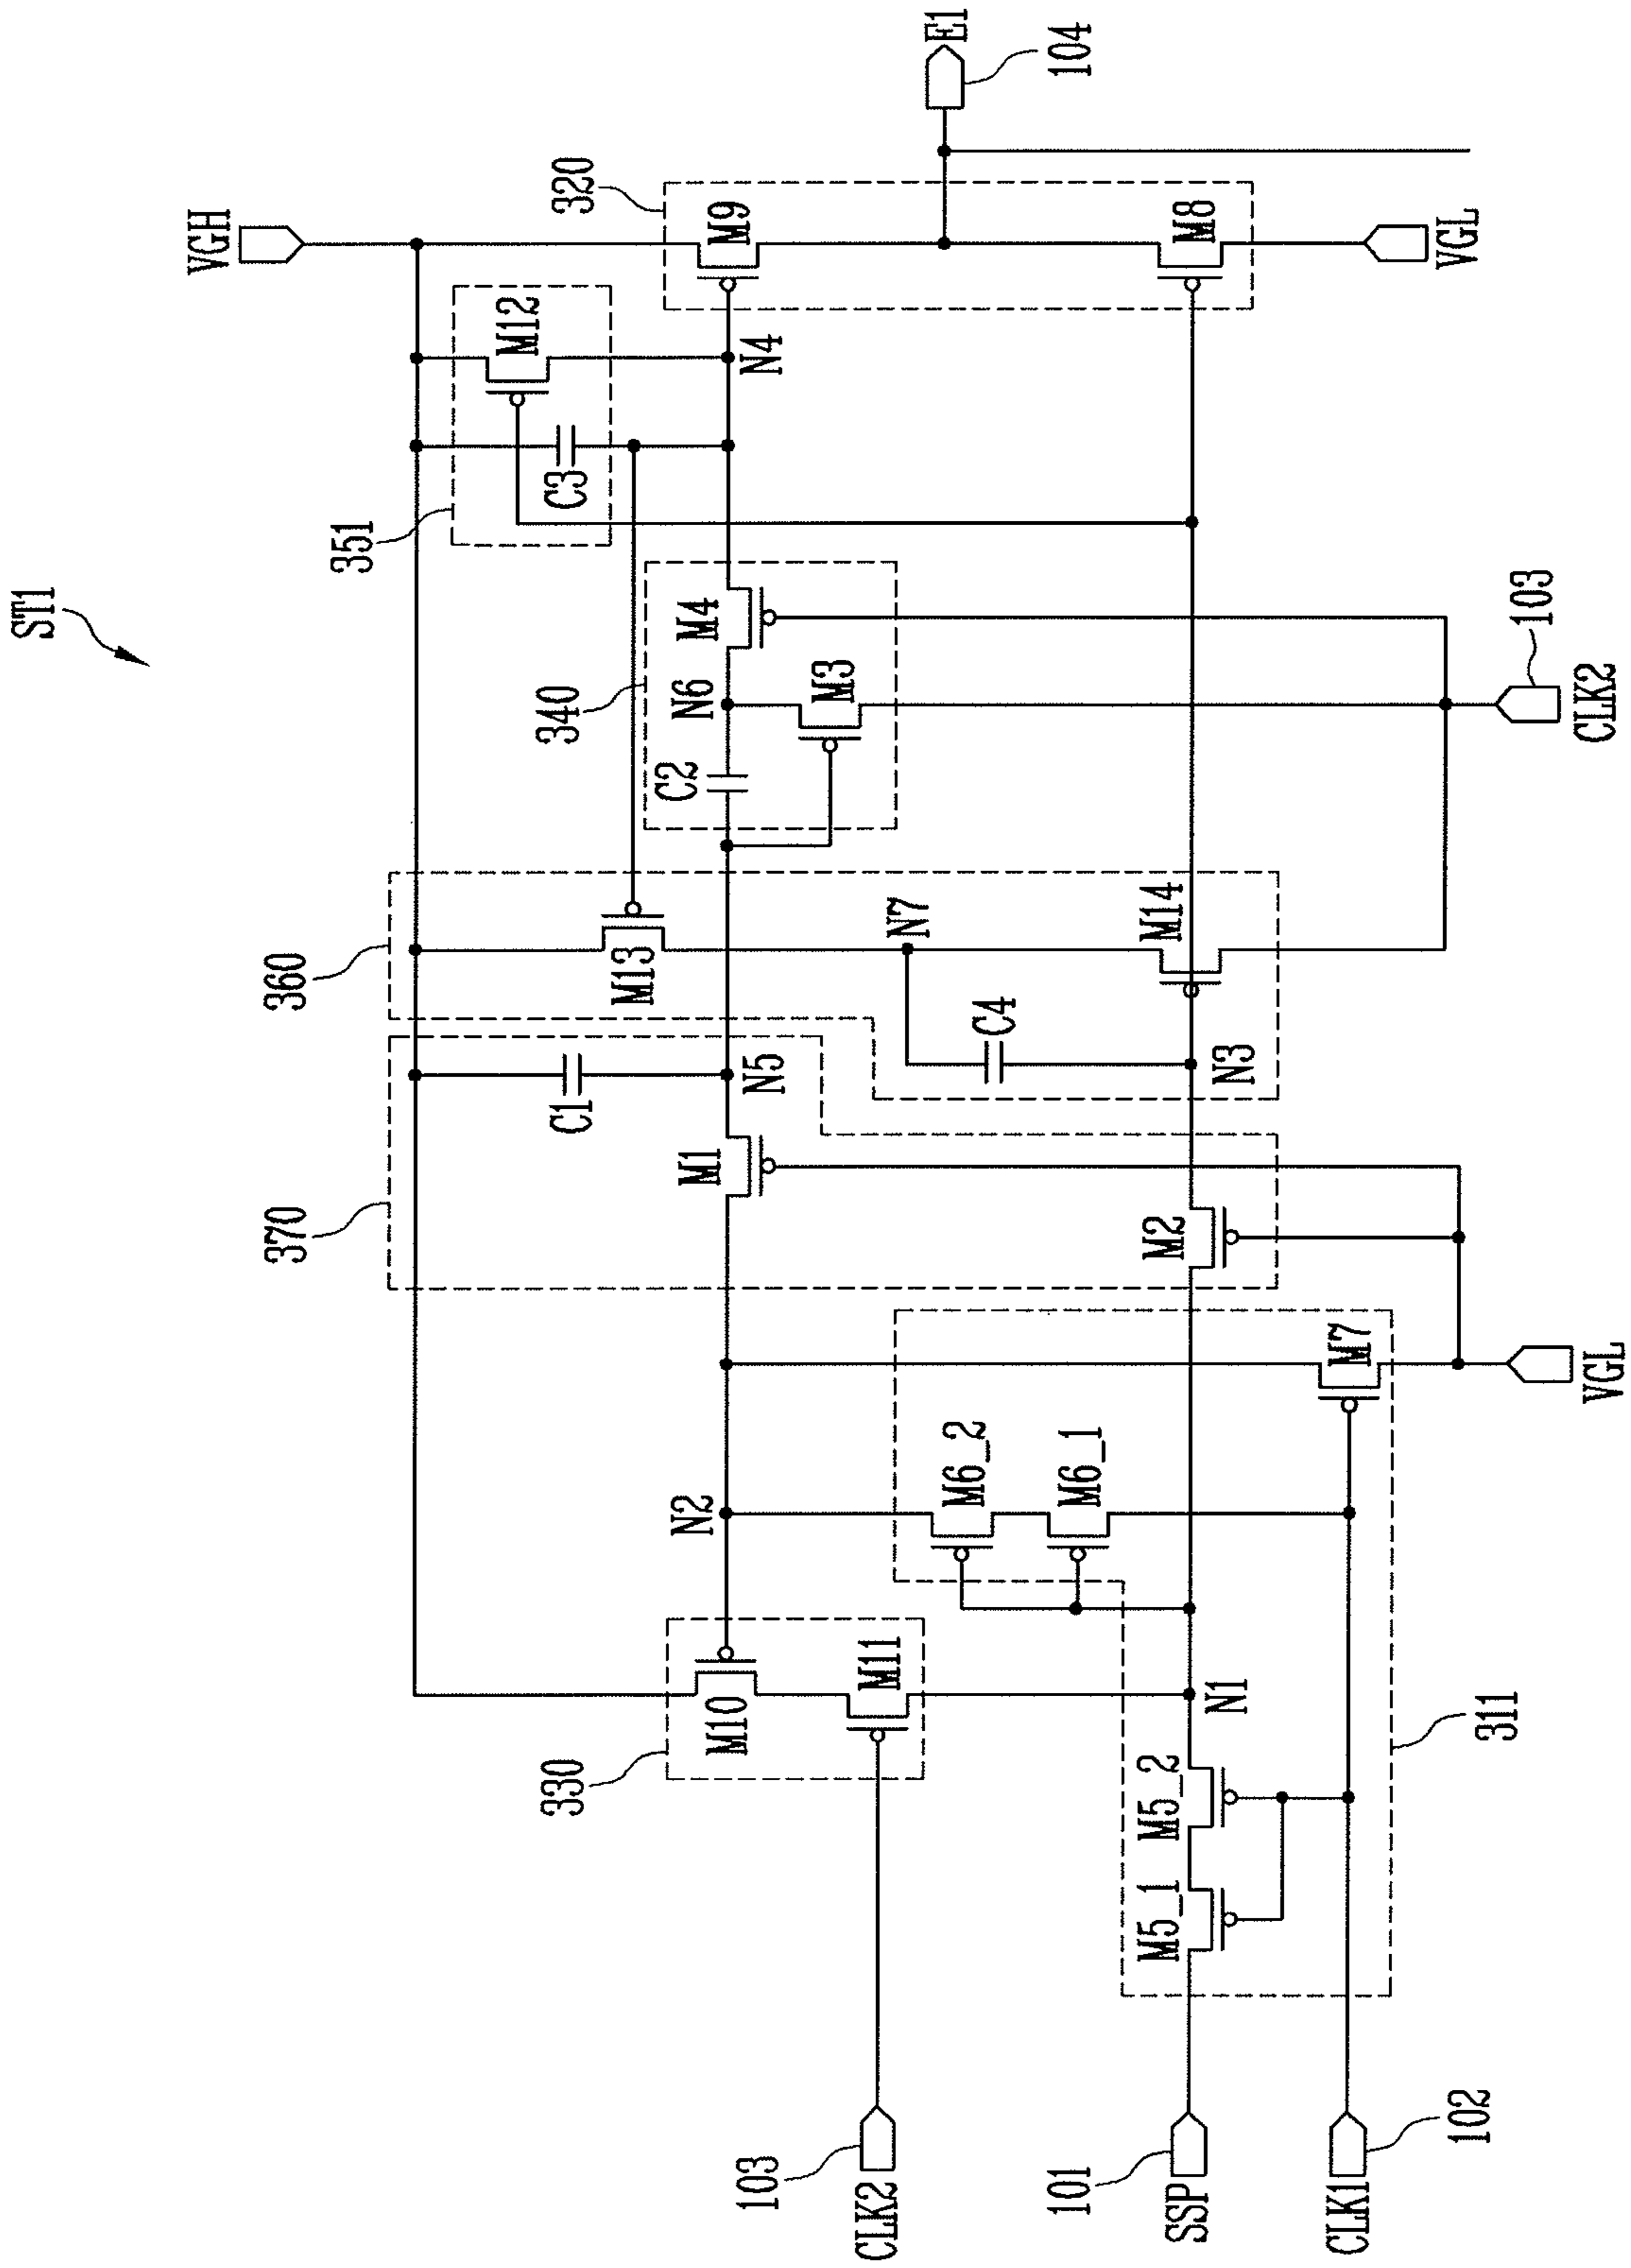 ST1
VGH
351
M12
C3
N4
320
M9
E1
104
M8
VGL
340
N6
M4
C2
M3
103
CLK2
360
M13
N7
C4
M14
N3
370
C1
N5
M1
M2
N2
M6_2
M6_1
M7
VGL
330
M10
M11
N1
M5_2
M5_1
311
103
CLK2
101
SSP
102
CLK1